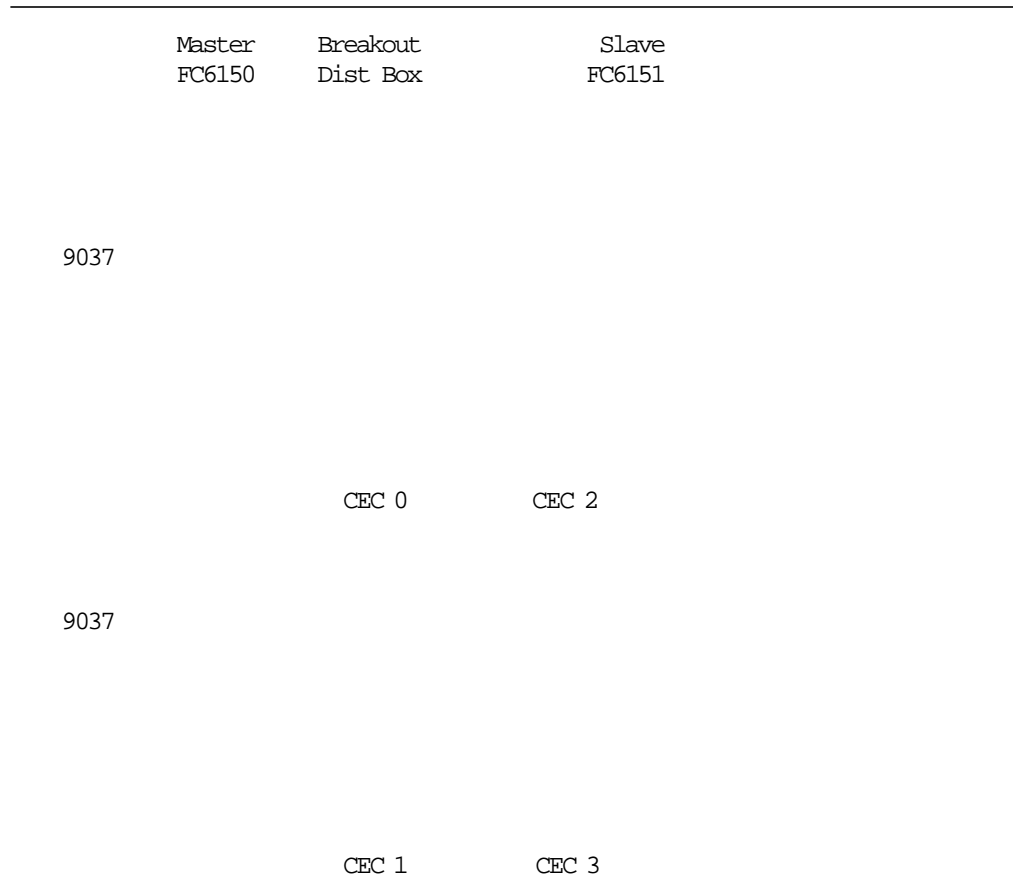 Master Breakout Slave
FC6150 Dist Box FC6151
9037
CEC 0 CEC 2
9037
CEC 1 CEC 3